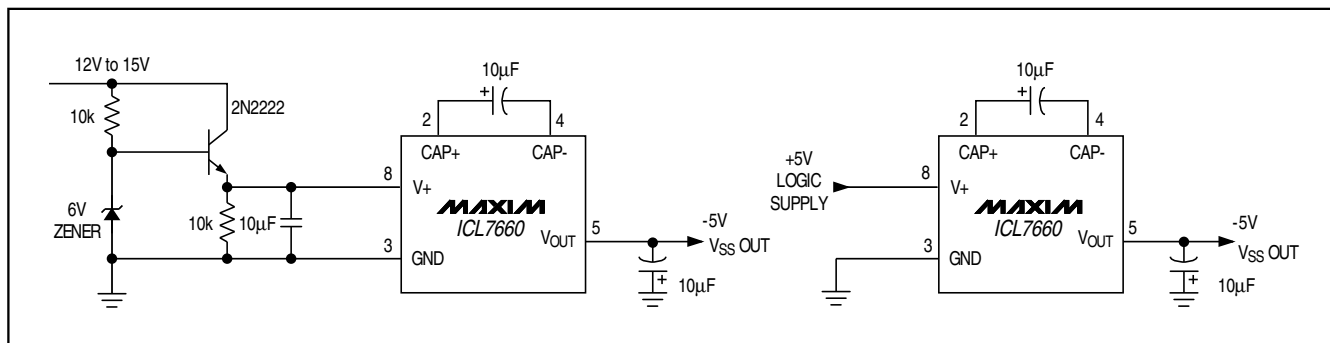 12V to 15V
10k
2N2222
6V
ZENER
10k
10µF
10µF
2
4
CAP+
CAP-
8
V+
MAXIM
ICL7660
VOUT
5
3
GND
-5V
VSS OUT
10µF
+5V
LOGIC
SUPPLY
10µF
2
4
CAP+
CAP-
8
V+
MAXIM
ICL7660
VOUT
5
3
GND
-5V
VSS OUT
10µF